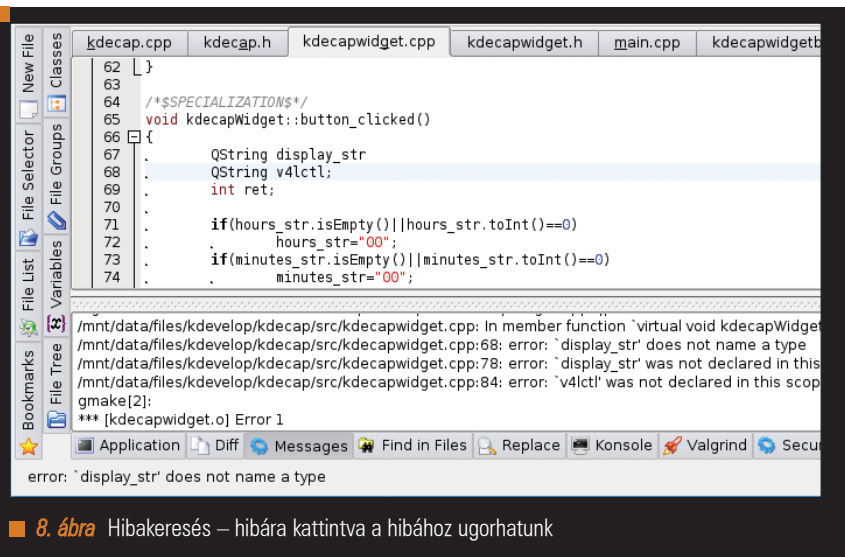 New File
File Selector
File List
Bookmarks
Classes
File Groups
Variables
File Tree
kdecap.cpp kdecap.h kdecapwidget.cpp kdecapwidget.h main.cpp kdecapwidgetb
62 }
63
64 /*$SPECIALIZATION$*/
65 void kdecapWidget::button_clicked()
66 {
67 QString display_str
68 QString v4lctl;
69 int ret;
70
71 if(hours_str.isEmpty()||hours_str.toInt()==0)
72 hours_str="00";
73 if(minutes_str.isEmpty()||minutes_str.toInt()==0)
74 minutes_str="00";
/mnt/data/files/kdevelop/kdecap/src/kdecapwidget.cpp: In member function `virtual void kdecapWidget
/mnt/data/files/kdevelop/kdecap/src/kdecapwidget.cpp:68: error: `display_str' does not name a type
/mnt/data/files/kdevelop/kdecap/src/kdecapwidget.cpp:78: error: `display_str' was not declared in this
/mnt/data/files/kdevelop/kdecap/src/kdecapwidget.cpp:84: error: `v4lctl' was not declared in this scop
gmake[2]:
*** [kdecapwidget.o] Error 1
Application Diff Messages Find in Files Replace Konsole Valgrind Secu
error: `display_str' does not name a type
8. ábra Hibakeresés – hibára kattintva a hibához ugorhatunk